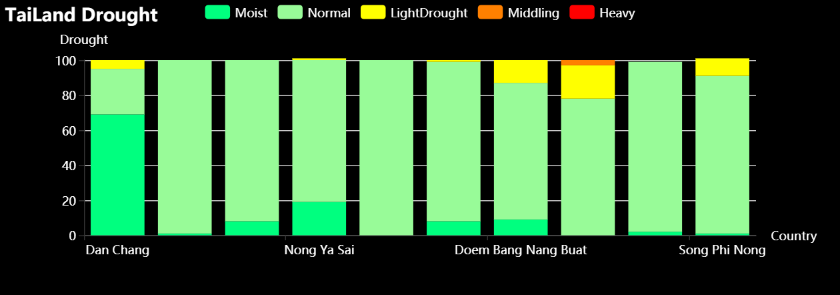 TaiLand Drought
Moist Normal LightDrought Middling Heavy
Drought
100
80
60
40
20
0
Dan Chang Nong Ya Sai Doem Bang Nang Buat Song Phi Nong
Country